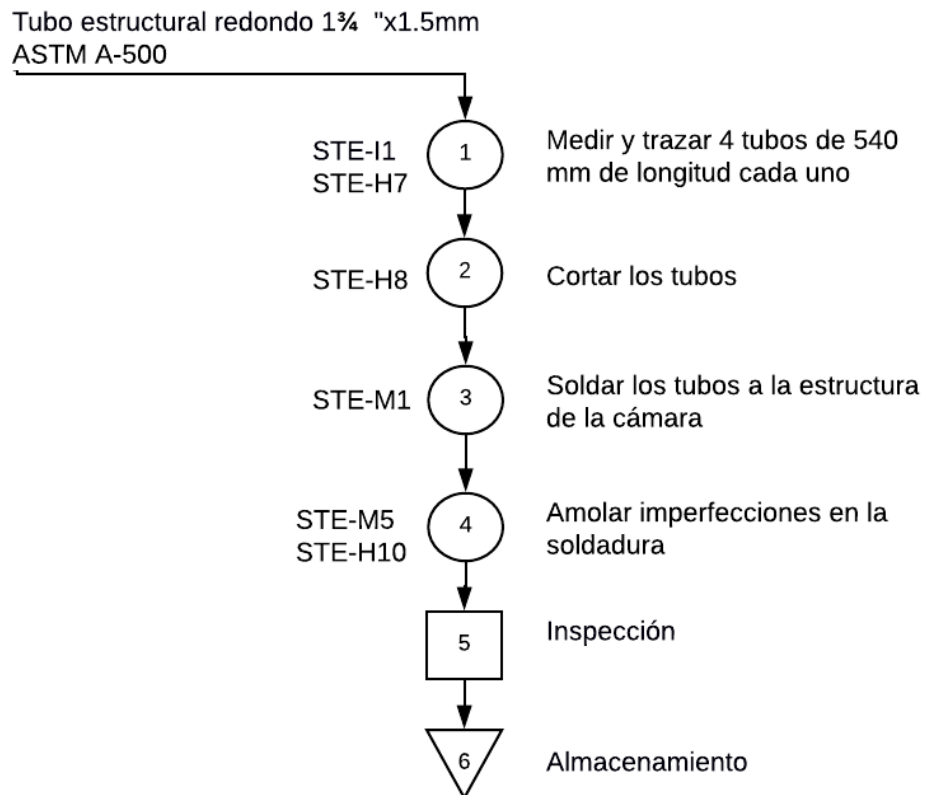 Tubo estructural redondo 1¾ "x1.5mm
ASTM A-500
STE-I1
STE-H7
1
Medir y trazar 4 tubos de 540
mm de longitud cada uno
STE-H8
2
Cortar los tubos
STE-M1
3
Soldar los tubos a la estructura
de la cámara
STE-M5
STE-H10
4
Amolar imperfecciones en la
soldadura
5
Inspección
6
Almacenamiento